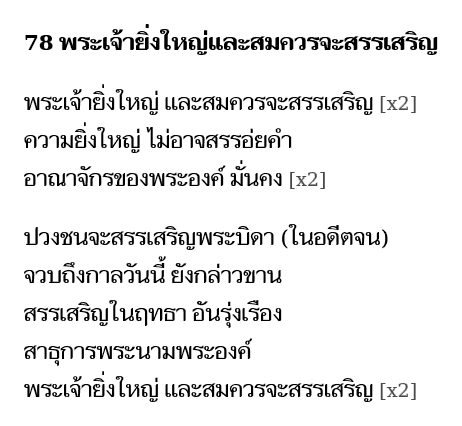 78 พระเจ้ายิ่งใหญ่และสมควรจะสรรเสริญ
พระเจ้ายิ่งใหญ่ และสมควรจะสรรเสริญ [x2]
ความยิ่งใหญ่ ไม่อาจสรรอ่ยคำ
อาณาจักรของพระองค์ มั่นคง [x2]
ปวงชนจะสรรเสริญพระบิดา (ในอดีตจน)
จวบถึงกาลวันนี้ ยังกล่าวขาน
สรรเสริญในฤทธา อันรุ่งเรือง
สาธุการพระนามพระองค์
พระเจ้ายิ่งใหญ่ และสมควรจะสรรเสริญ [x2]